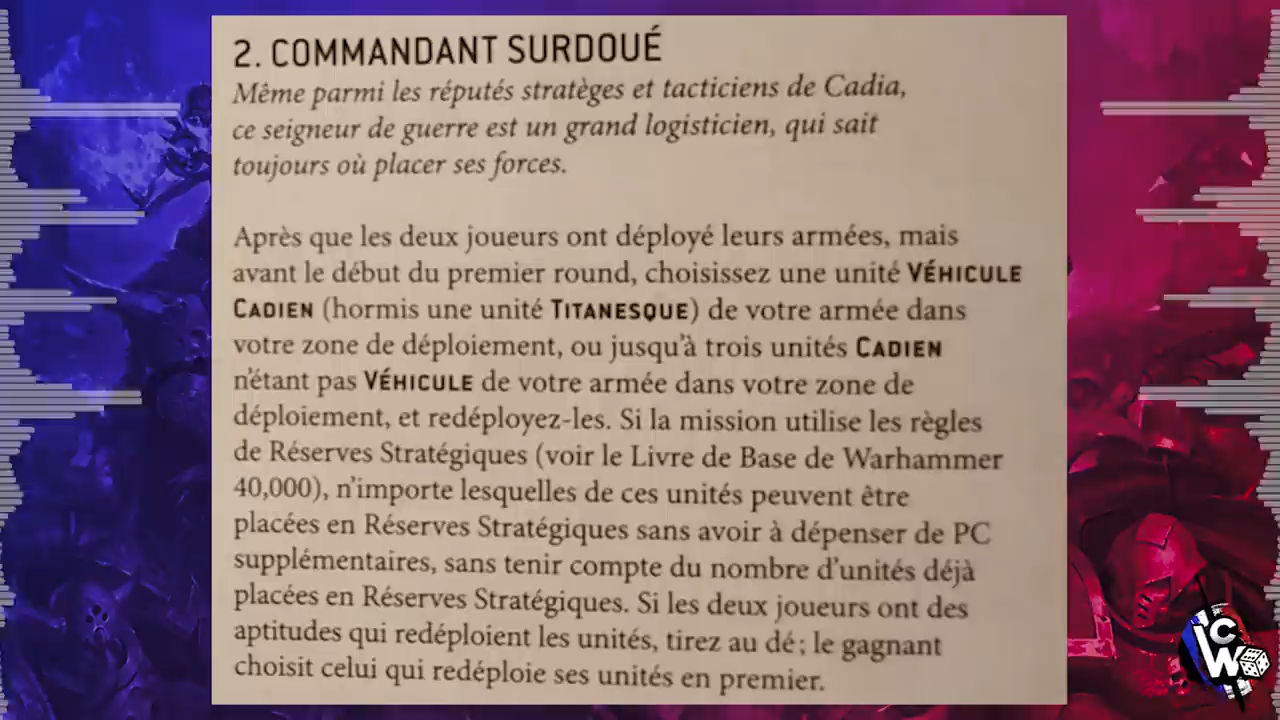 2. COMMANDANT SURDOUÉ
Même parmi les réputés stratèges et tacticiens de Cadia,
ce seigneur de guerre est un grand logisticien, qui sait
toujours où placer ses forces.
Après que les deux joueurs ont déployé leurs armées, mais
avant le début du premier round, choisissez une unité VÉHICULE
CADIEN (hormis une unité TITANESQUE) de votre armée dans
votre zone de déploiement, ou jusqu'à trois unités CADIEN
n'étant pas VÉHICULE de votre armée dans votre zone de
déploiement, et redéployez-les. Si la mission utilise les règles
de Réserves Stratégiques (voir le Livre de Base de Warhammer
40,000), n'importe lesquelles de ces unités peuvent être
placées en Réserves Stratégiques sans avoir à dépenser de PC
supplémentaires, sans tenir compte du nombre d'unités déjà
placées en Réserves Stratégiques. Si les deux joueurs ont des
aptitudes qui redéploient les unités, tirez au dé ; le gagnant
choisit celui qui redéploie ses unités en premier.
ICW